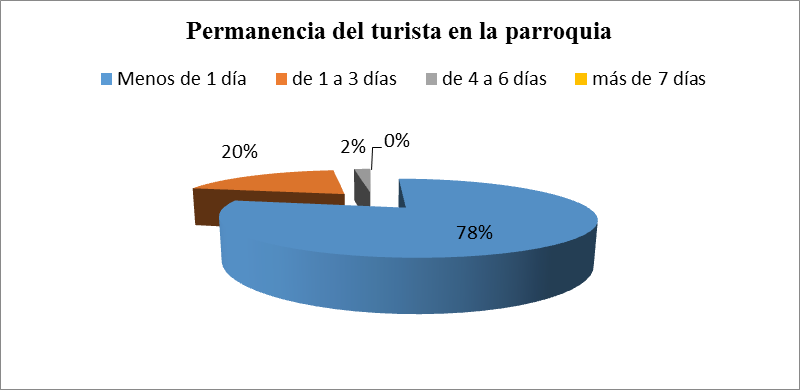 Permanencia del turista en la parroquia
Menos de 1 día de 1 a 3 días de 4 a 6 días más de 7 días
20% 2% 0%
78%